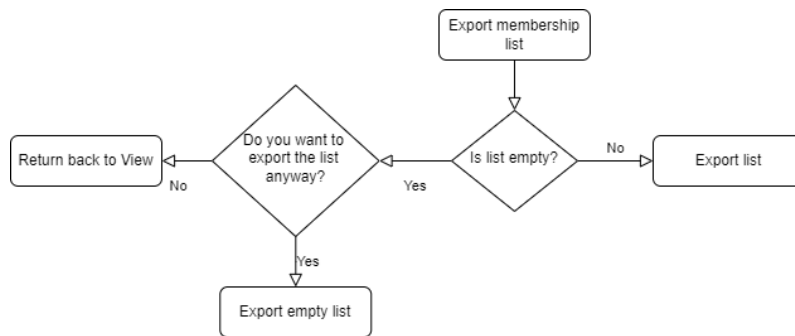 Export membership
list
Do you want to
export the list
anyway?
Return back to View
Is list empty?
No
Export list
No
Yes
Yes
Export empty list